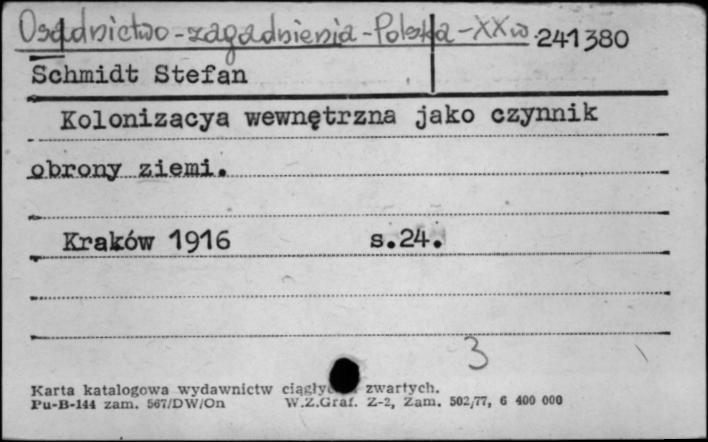 Osadnictwo - zagadnienia - Polska - XX w. 241380
Schmidt Stefan
Kolonizacya wewnętrzna jako czynnik
obrony ziemi.
Kraków 1916 s.24.
3
Karta katalogowa wydawnictw zwartych.
Pu-B-144 zam. 567/DW/On W.Z.Graf. Z-2, Zam. 502/77, 6 400 000